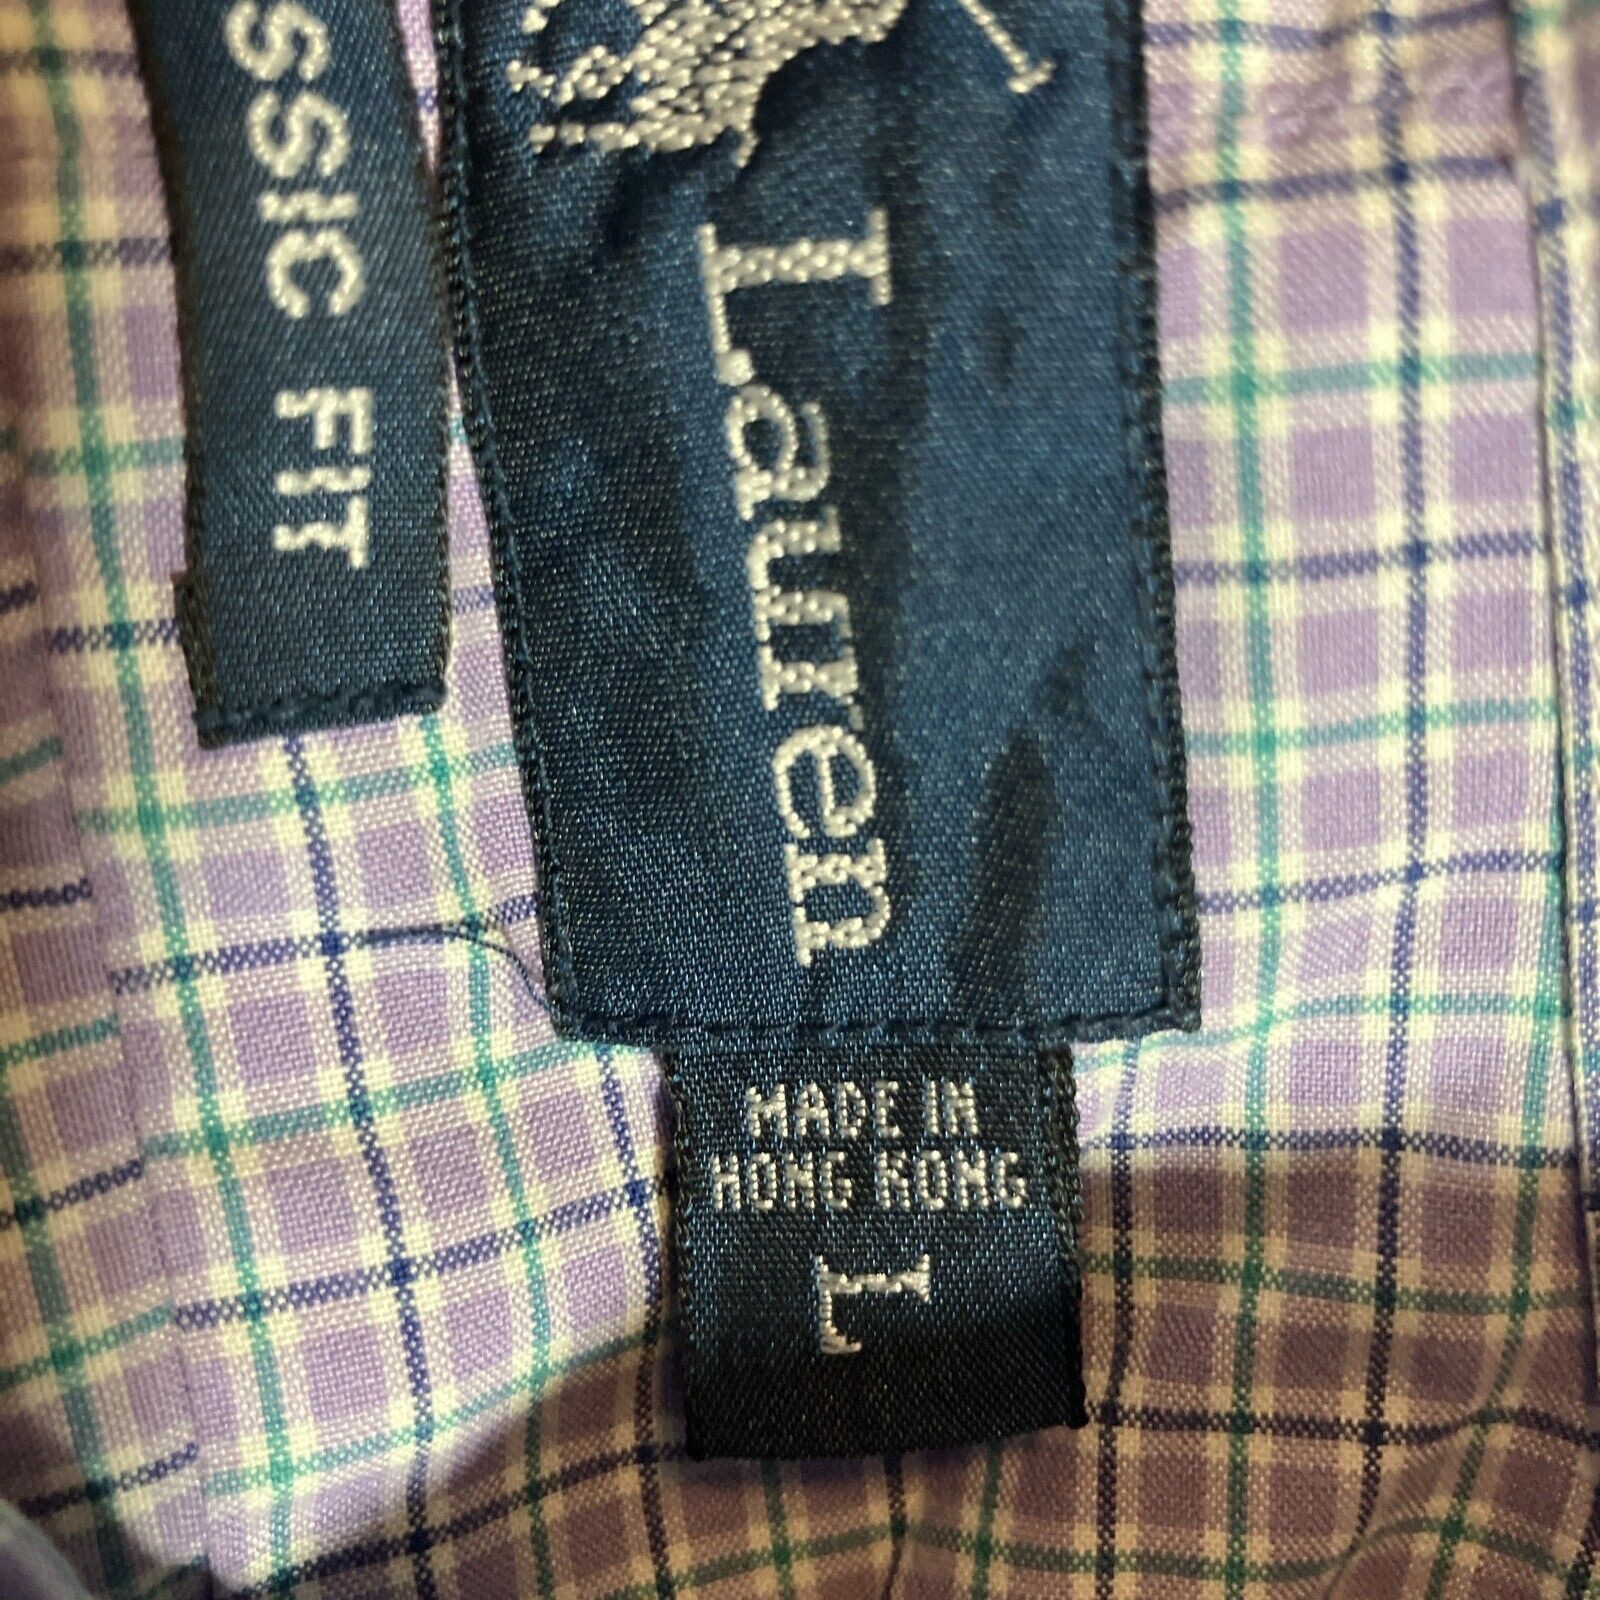 SSIC FIT
Lauren
MADE IN
HONG KONG
L